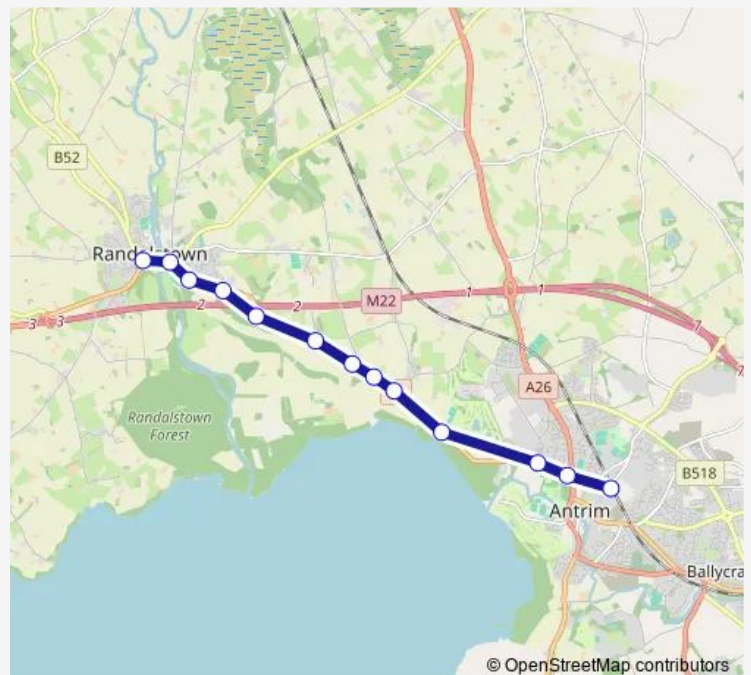 B52
Randalstown
M22
1
1
2
2
3
3
7
7
A26
Randalstown
Forest
B518
Antrim
Ballycra
© OpenStreetMap contributors